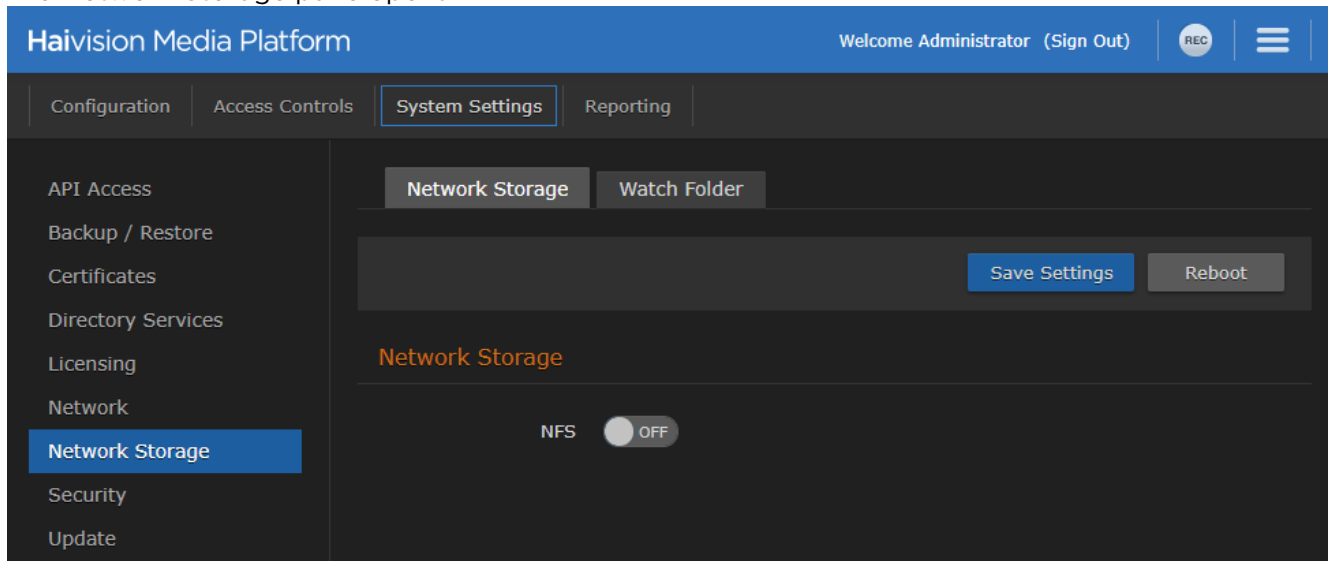 Haivision Media Platform
Welcome Administrator (Sign Out)
REC
Configuration
Access Controls
System Settings
Reporting
API Access
Backup / Restore
Certificates
Directory Services
Licensing
Network
Network Storage
Security
Update
Network Storage
Watch Folder
Save Settings
Reboot
Network Storage
NFS
OFF